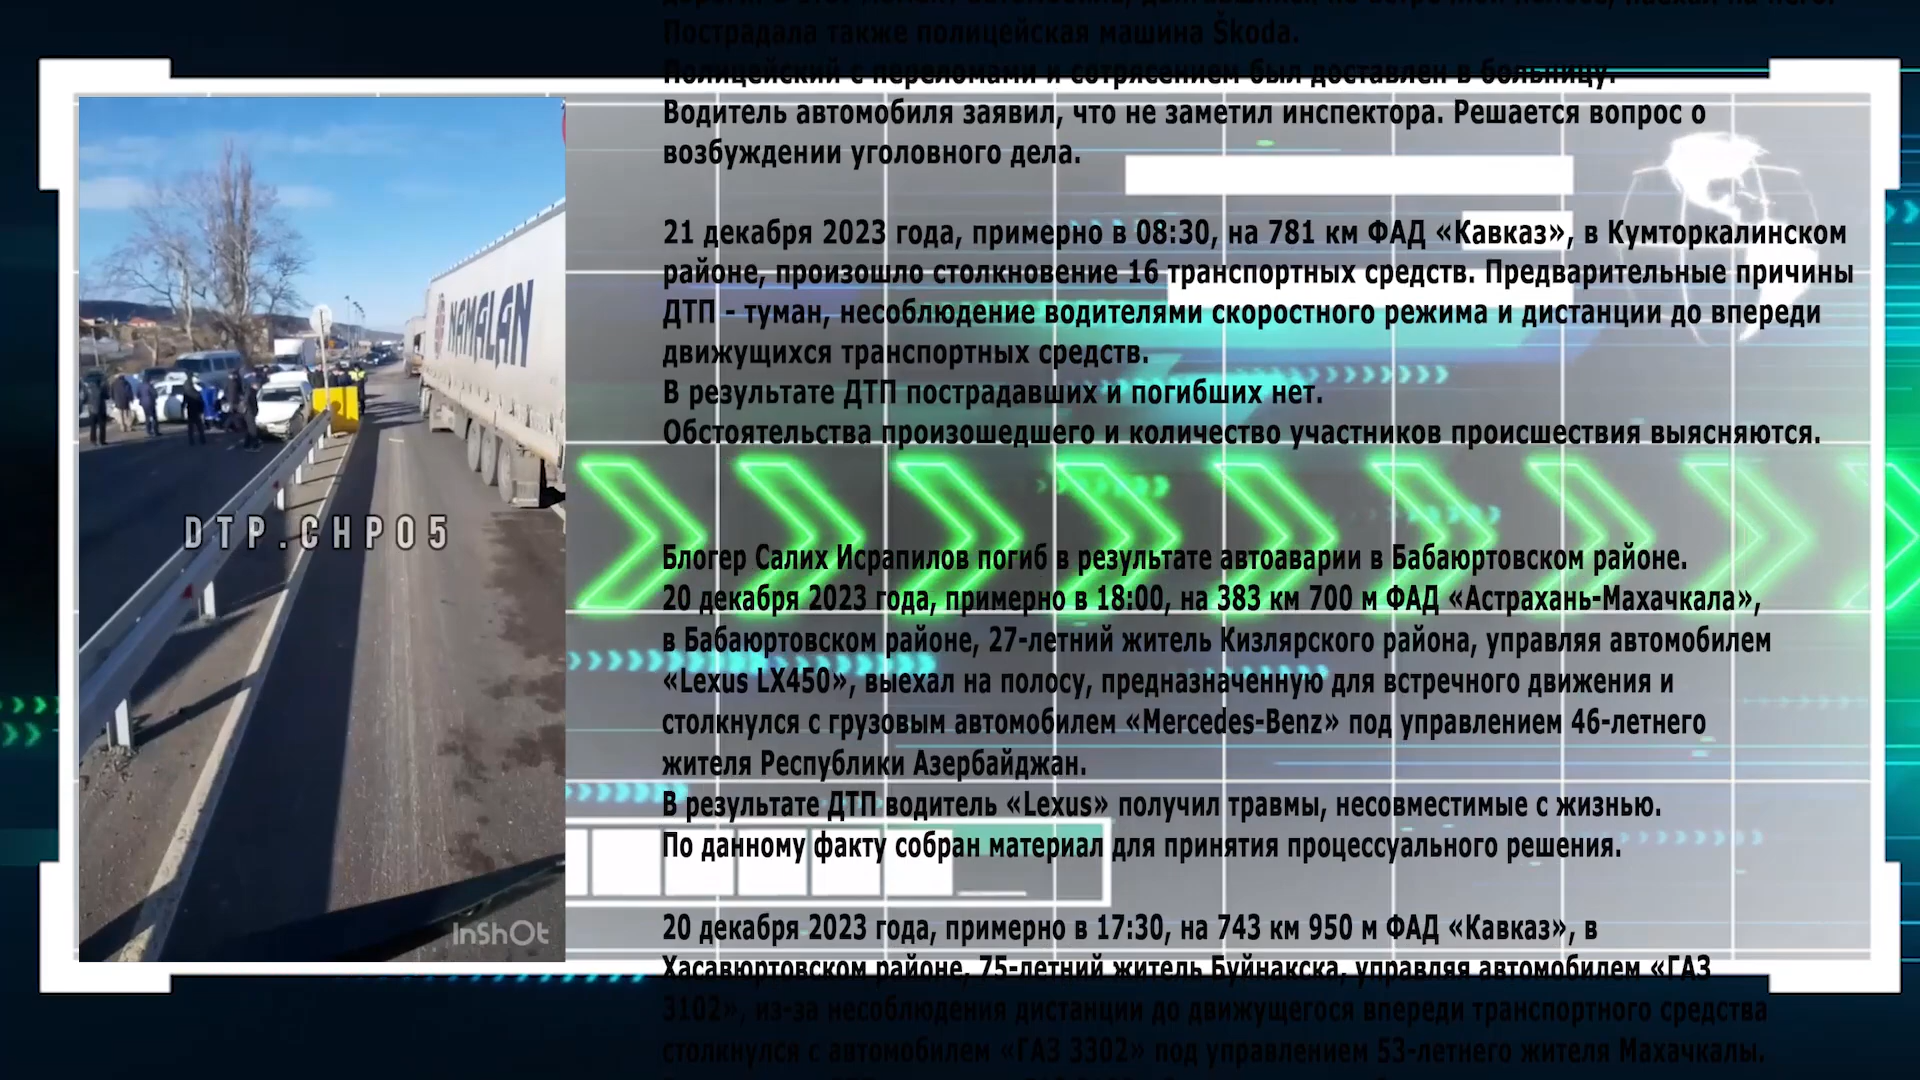 Пострадала также полицейская машина Škoda.
Полицейский с переломами и сотрясением был доставлен в больницу.
Водитель автомобиля заявил, что не заметил инспектора. Решается вопрос о
возбуждении уголовного дела.
21 декабря 2023 года, примерно в 08:30, на 781 км ФАД «Кавказ», в Кумторкалинском
районе, произошло столкновение 16 транспортных средств. Предварительные причины
ДТП - туман, несоблюдение водителями скоростного режима и дистанции до впереди
движущихся транспортных средств.
В результате ДТП пострадавших и погибших нет.
Обстоятельства произошедшего и количество участников происшествия выясняются.
Блогер Салих Исрапилов погиб в результате автоаварии в Бабаюртовском районе.
20 декабря 2023 года, примерно в 18:00, на 383 км 700 м ФАД «Астрахань-Махачкала»,
в Бабаюртовском районе, 27-летний житель Кизлярского района, управляя автомобилем
«Lexus LX450», выехал на полосу, предназначенную для встречного движения и
столкнулся с грузовым автомобилем «Mercedes-Benz» под управлением 46-летнего
жителя Республики Азербайджан.
В результате ДТП водитель «Lexus» получил травмы, несовместимые с жизнью.
По данному факту собран материал для принятия процессуального решения.
20 декабря 2023 года, примерно в 17:30, на 743 км 950 м ФАД «Кавказ», в
Хасавюртовском районе, 75-летний житель Буйнакска, управляя автомобилем «ГАЗ
3102», из-за несоблюдения дистанции до движущегося впереди транспортного средства
столкнулся с автомобилем «ГАЗ 3302» под управлением 53-летнего жителя Махачкалы.
NAMALAN
DTP.CHP05
InShOt